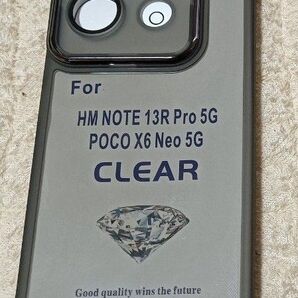 For
HM NOTE 13R Pro 5G
POCO X6 Neo 5G
CLEAR
Good quality wins the future